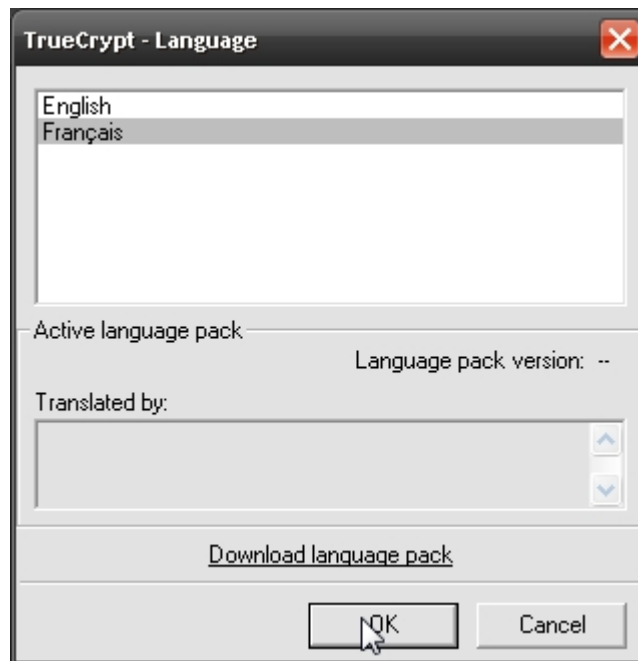 TrueCrypt - Language
English
Français
Active language pack
Language pack version: --
Translated by:
Download language pack
OK
Cancel